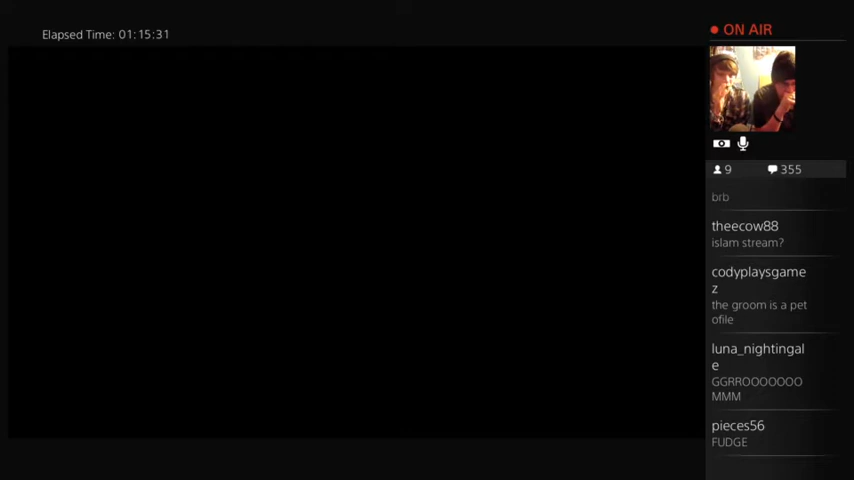 Elapsed Time: 01:15:31
ON AIR
9 355
brb
theecow88
islam stream?
codyplaysgame
z
the groom is a pet
ofile
luna_nightingal
e
GGRROOOOOOO
MMM
pieces56
FUDGE